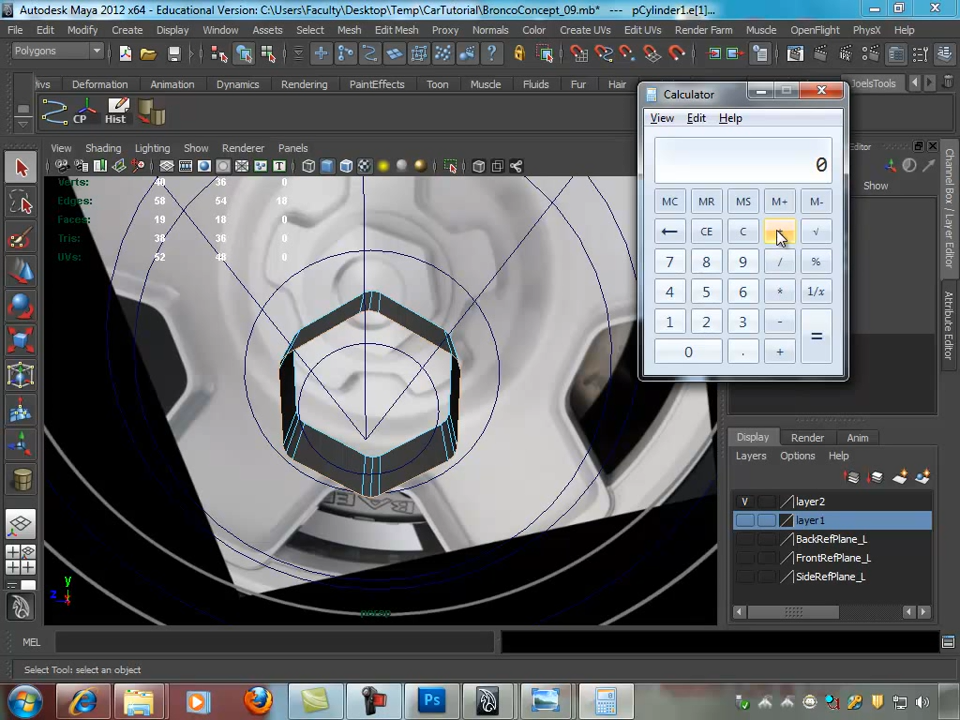 Autodesk Maya 2012 x64 - Educational Version: C:\Users\Faculty\Desktop\Temp\CarTutorial\BroncoConcept_09.mb* --- pCylinder1.e[1]...
File Edit Modify Create Display Window Assets Select Mesh Edit Mesh Proxy Normals Color Create UVs Edit UVs Render Farm Muscle OpenFlight PhysX Help
Polygons
Deformation Animation Dynamics Rendering PaintEffects Toon Muscle Fluids Fur Hair JoelsTools
CP Hist
View Shading Lighting Show Renderer Panels
Verts: 40 36 0
Edges: 58 54 18
Faces: 19 18 0
Tris: 38 36 0
UVs: 52 48 0
Calculator
View Edit Help
0
MC MR MS M+ M-
← CE C √
7 8 9 / %
4 5 6 * 1/x
1 2 3 - =
0 . +
Editor
Show
Channel Box / Layer Editor
Attribute Editor
Display Render Anim
Layers Options Help
V layer2
layer1
BackRefPlane_L
FrontRefPlane_L
SideRefPlane_L
y
z x
persp
MEL
Select Tool: select an object
Ps